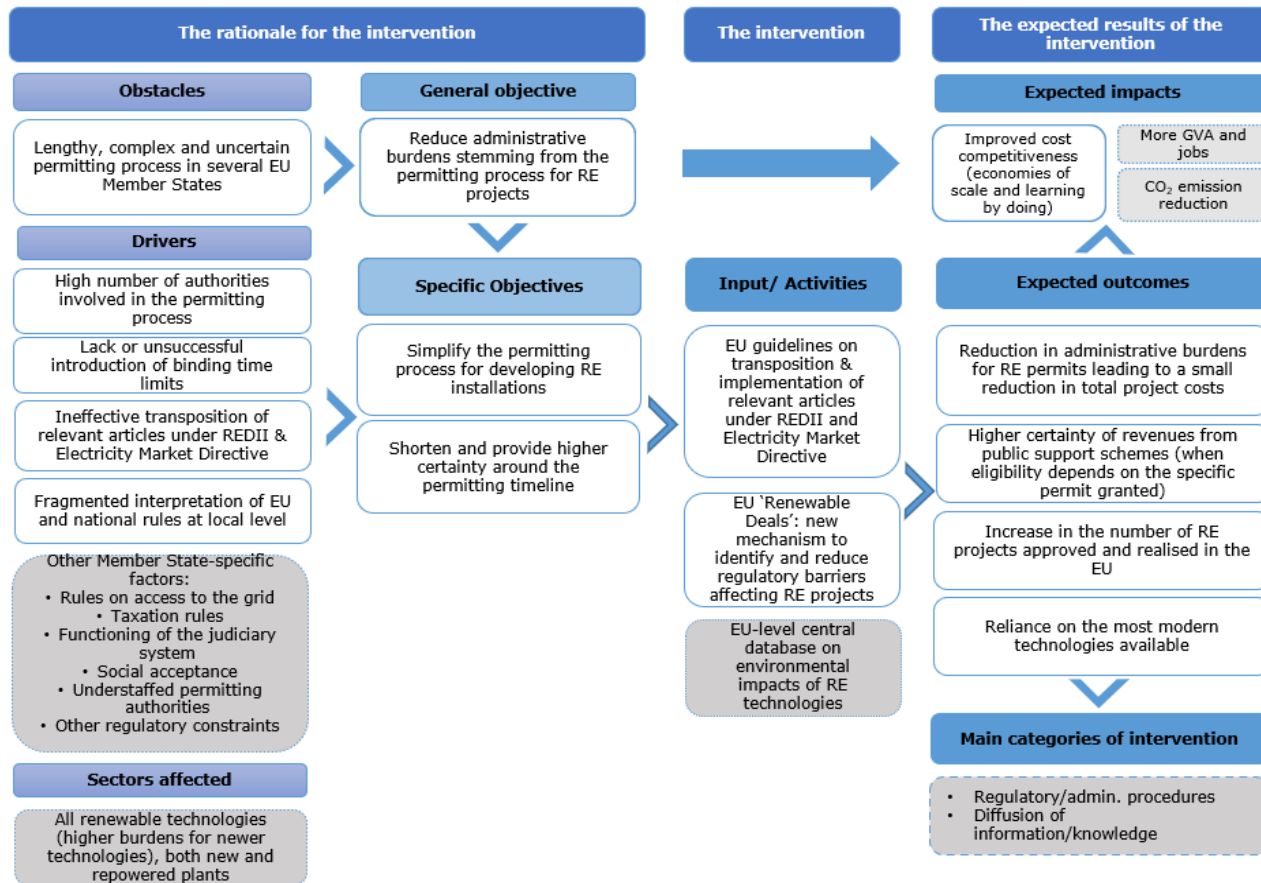 The rationale for the intervention
The intervention
The expected results of the
intervention
Obstacles
Lengthy, complex and uncertain
permitting process in several EU
Member States
Drivers
High number of authorities
involved in the permitting
process
Lack or unsuccessful
introduction of binding time
limits
Ineffective transposition of
relevant articles under REDII &
Electricity Market Directive
Fragmented interpretation of EU
and national rules at local level
Other Member State-specific
factors:
• Rules on access to the grid
• Taxation rules
• Functioning of the judiciary
system
• Social acceptance
• Understaffed permitting
authorities
• Other regulatory constraints
Sectors affected
All renewable technologies
(higher burdens for newer
technologies), both new and
repowered plants
General objective
Reduce administrative
burdens stemming from the
permitting process for RE
projects
Specific Objectives
Simplify the permitting
process for developing RE
installations
Shorten and provide higher
certainty around the
permitting timeline
Input/ Activities
EU guidelines on
transposition &
implementation of
relevant articles
under REDII and
Electricity Market
Directive
EU ‘Renewable
Deals’: new
mechanism to
identify and reduce
regulatory barriers
affecting RE projects
EU-level central
database on
environmental
impacts of RE
technologies
Expected impacts
Improved cost
competitiveness
(economies of
scale and learning
by doing)
More GVA and
jobs
CO₂ emission
reduction
Expected outcomes
Reduction in administrative burdens
for RE permits leading to a small
reduction in total project costs
Higher certainty of revenues from
public support schemes (when
eligibility depends on the specific
permit granted)
Increase in the number of RE
projects approved and realised in the
EU
Reliance on the most modern
technologies available
Main categories of intervention
• Regulatory/admin. procedures
• Diffusion of
information/knowledge